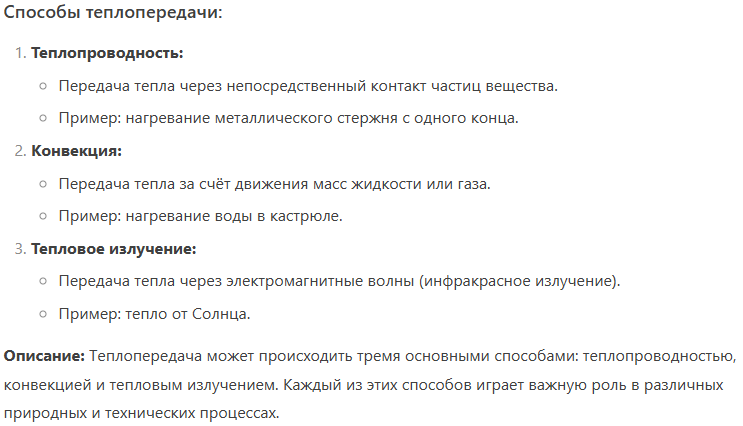 Способы теплопередачи:
1. Теплопроводность:
○ Передача тепла через непосредственный контакт частиц вещества.
○ Пример: нагревание металлического стержня с одного конца.
2. Конвекция:
○ Передача тепла за счёт движения масс жидкости или газа.
○ Пример: нагревание воды в кастрюле.
3. Тепловое излучение:
○ Передача тепла через электромагнитные волны (инфракрасное излучение).
○ Пример: тепло от Солнца.
Описание: Теплопередача может происходить тремя основными способами: теплопроводностью,
конвекцией и тепловым излучением. Каждый из этих способов играет важную роль в различных
природных и технических процессах.